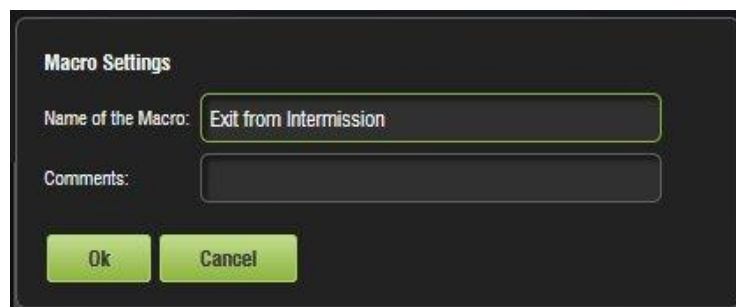 Macro Settings
Name of the Macro: Exit from Intermission
Comments:
Ok Cancel